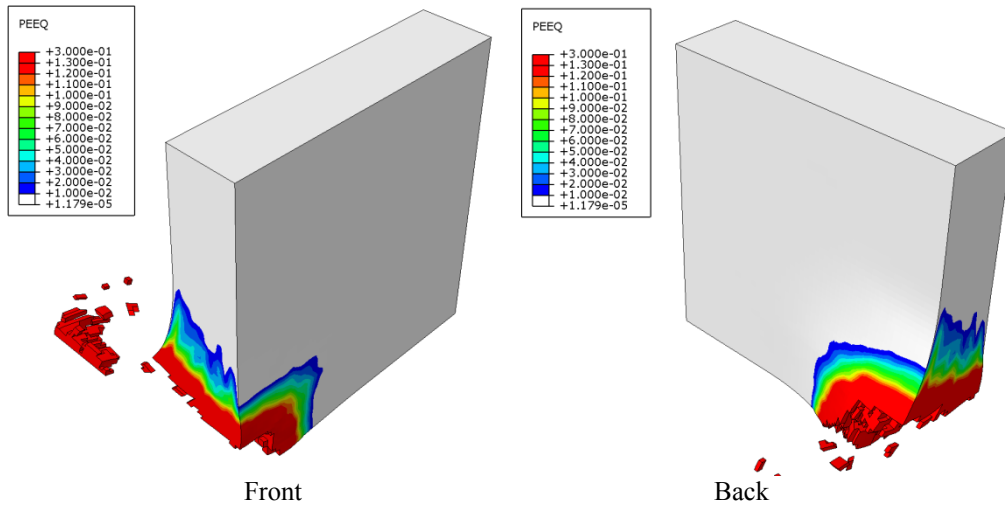 PEEQ
+3.000e-01
+1.300e-01
+1.200e-01
+1.100e-01
+1.000e-01
+9.000e-02
+8.000e-02
+7.000e-02
+6.000e-02
+5.000e-02
+4.000e-02
+3.000e-02
+2.000e-02
+1.000e-02
+1.179e-05
PEEQ
+3.000e-01
+1.300e-01
+1.200e-01
+1.100e-01
+1.000e-01
+9.000e-02
+8.000e-02
+7.000e-02
+6.000e-02
+5.000e-02
+4.000e-02
+3.000e-02
+2.000e-02
+1.000e-02
+1.179e-05
Front
Back